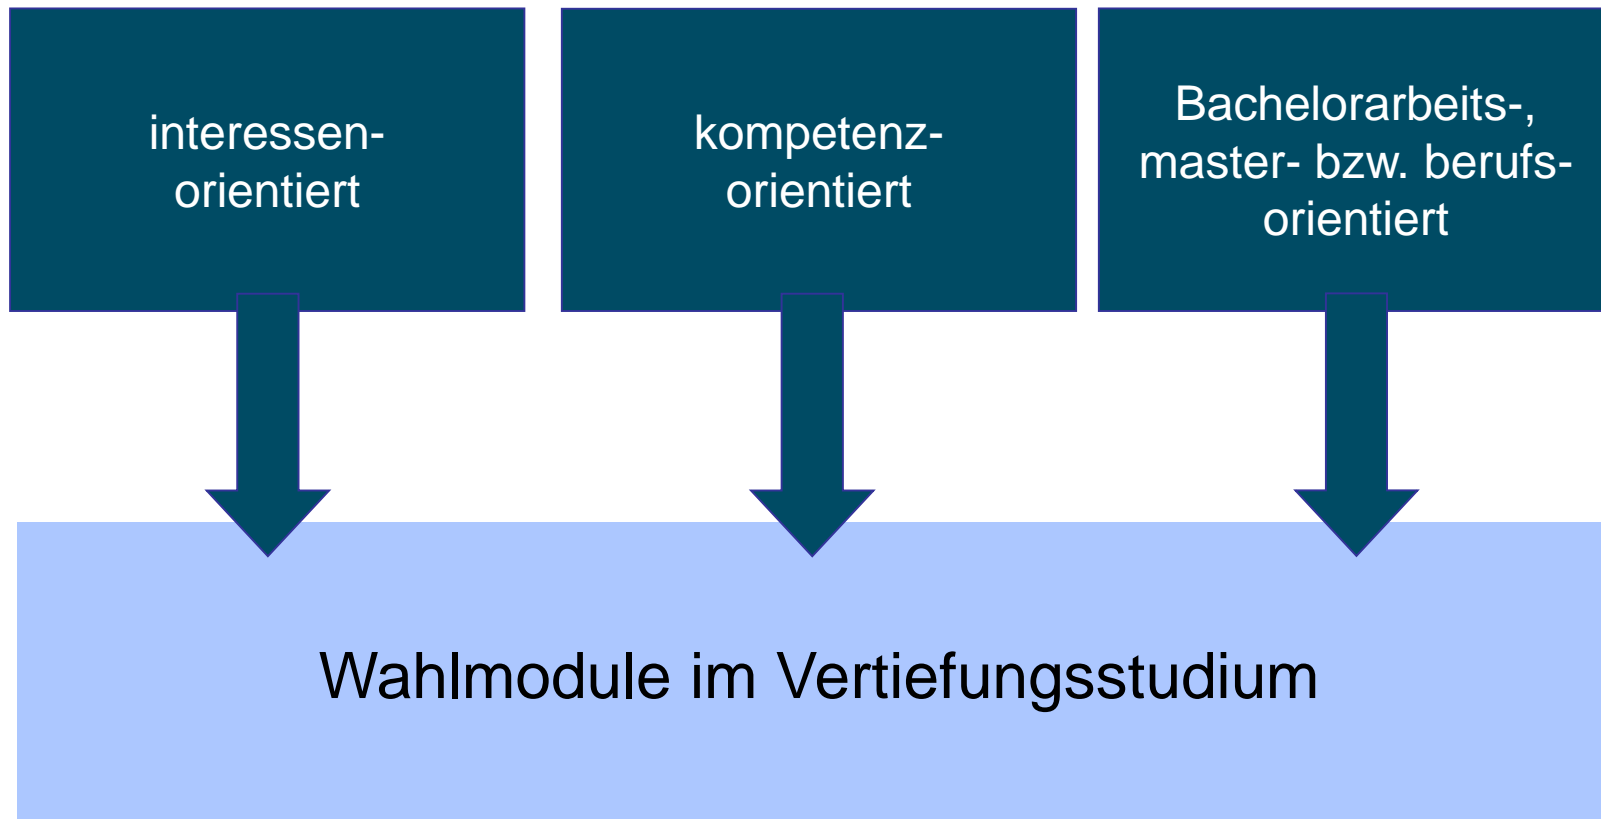 interessen-
orientiert
kompetenz-
orientiert
Bachelorarbeits-,
master- bzw. berufs-
orientiert
Wahlmodule im Vertiefungsstudium